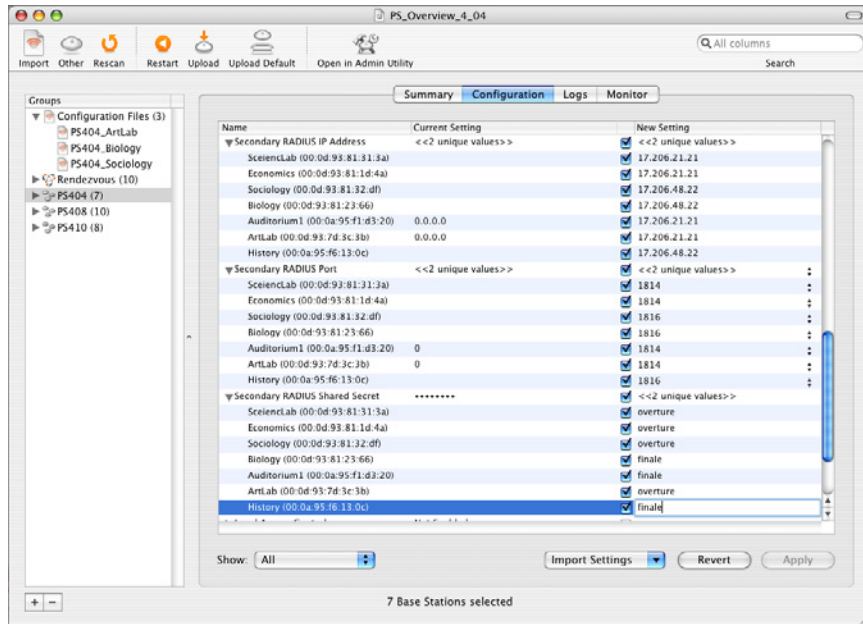 PS_Overview_4_04
Import Other Rescan Restart Upload Upload Default Open in Admin Utility
All columns
Search
Groups
Configuration Files (3)
PS404_ArtLab
PS404_Biology
PS404_Sociology
Rendezvous (10)
PS404 (7)
PS408 (10)
PS410 (8)
Summary Configuration Logs Monitor
Name Current Setting New Setting
Secondary RADIUS IP Address <<2 unique values>> <<2 unique values>>
SceiencLab (00:0d:93:81:31:3a) 17.206.21.21
Economics (00:0d:93:81:1d:4a) 17.206.21.21
Sociology (00:0d:93:81:32:df) 17.206.48.22
Biology (00:0d:93:81:23:66) 17.206.48.22
Auditorium1 (00:0a:95:f1:d3:20) 0.0.0.0 17.206.21.21
ArtLab (00:0d:93:7d:3c:3b) 0.0.0.0 17.206.21.21
History (00:0a:95:f6:13:0c) 17.206.48.22
Secondary RADIUS Port <<2 unique values>> <<2 unique values>>
SceiencLab (00:0d:93:81:31:3a) 1814
Economics (00:0d:93:81:1d:4a) 1814
Sociology (00:0d:93:81:32:df) 1816
Biology (00:0d:93:81:23:66) 1816
Auditorium1 (00:0a:95:f1:d3:20) 0 1814
ArtLab (00:0d:93:7d:3c:3b) 0 1814
History (00:0a:95:f6:13:0c) 1816
Secondary RADIUS Shared Secret •••••••• <<2 unique values>>
SceiencLab (00:0d:93:81:31:3a) overture
Economics (00:0d:93:81:1d:4a) overture
Sociology (00:0d:93:81:32:df) overture
Biology (00:0d:93:81:23:66) finale
Auditorium1 (00:0a:95:f1:d3:20) finale
ArtLab (00:0d:93:7d:3c:3b) overture
History (00:0a:95:f6:13:0c) finale
Show: All Import Settings Revert Apply
7 Base Stations selected